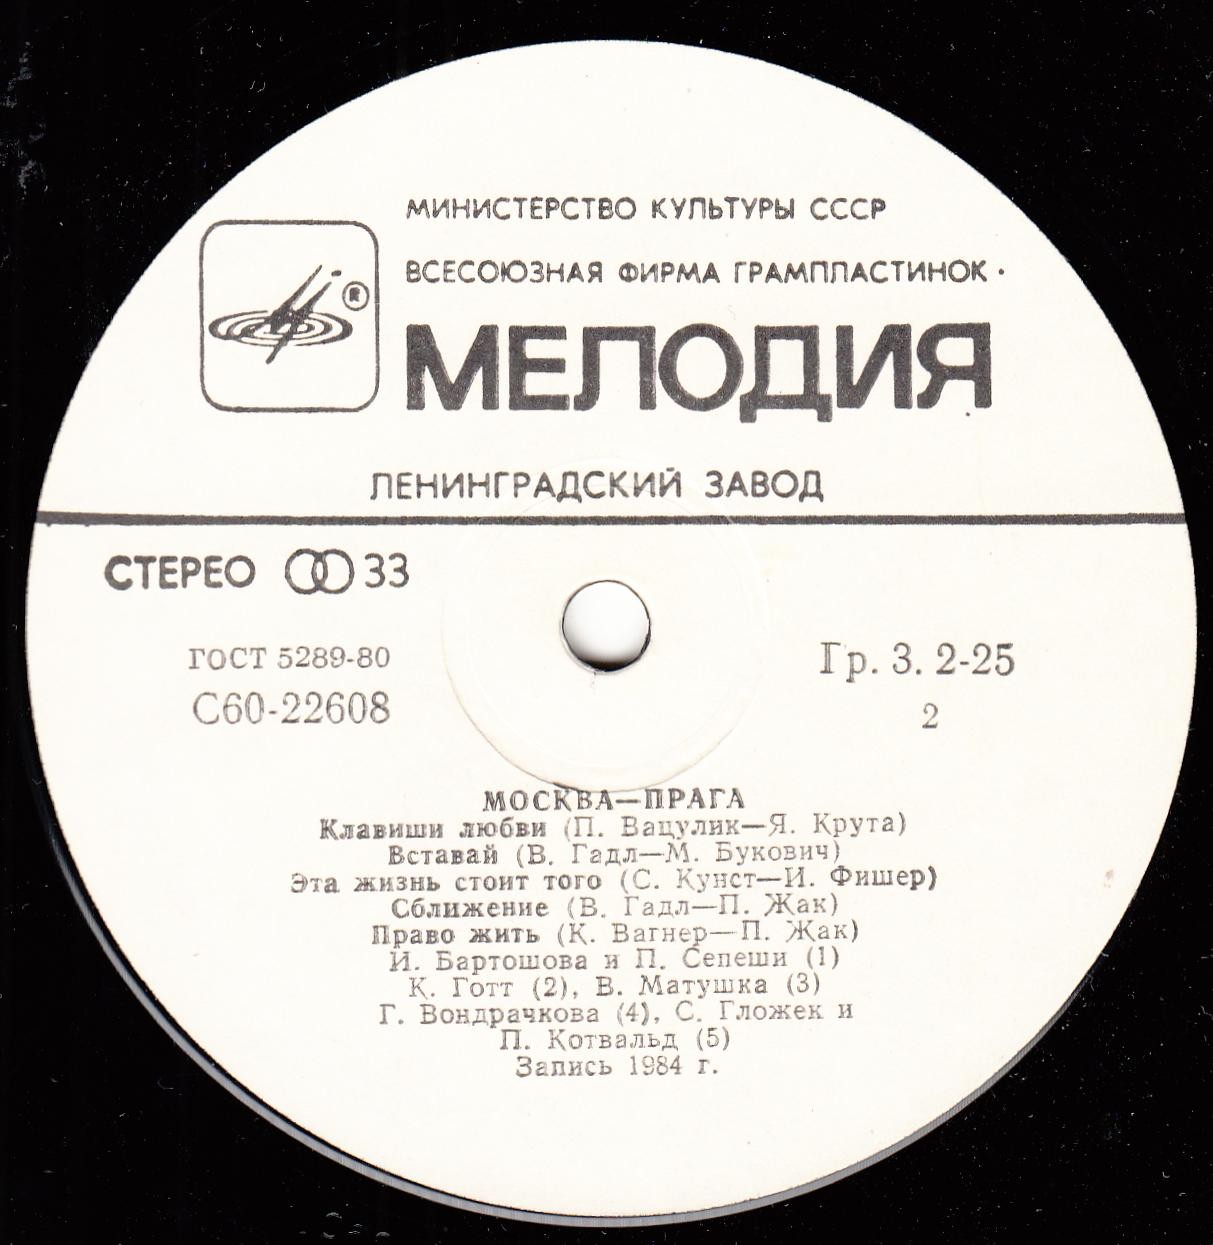 МИНИСТЕРСТВО КУЛЬТУРЫ СССР
ВСЕСОЮЗНАЯ ФИРМА ГРАМПЛАСТИНОК ·
®
МЕЛОДИЯ
ЛЕНИНГРАДСКИЙ ЗАВОД
СТЕРЕО 33
ГОСТ 5289-80
Гр. 3. 2-25
С60-22608
2
МОСКВА—ПРАГА
Клавиши любви (П. Вацулик—Я. Крута)
Вставай (В. Гадл—М. Букович)
Эта жизнь стоит того (С. Кунст—И. Фишер)
Сближение (В. Гадл—П. Жак)
Право жить (К. Вагнер—П. Жак)
И. Бартошова и П. Сепеши (1)
К. Готт (2), В. Матушка (3)
Г. Вондрачкова (4), С. Гложек и
П. Котвальд (5)
Запись 1984 г.